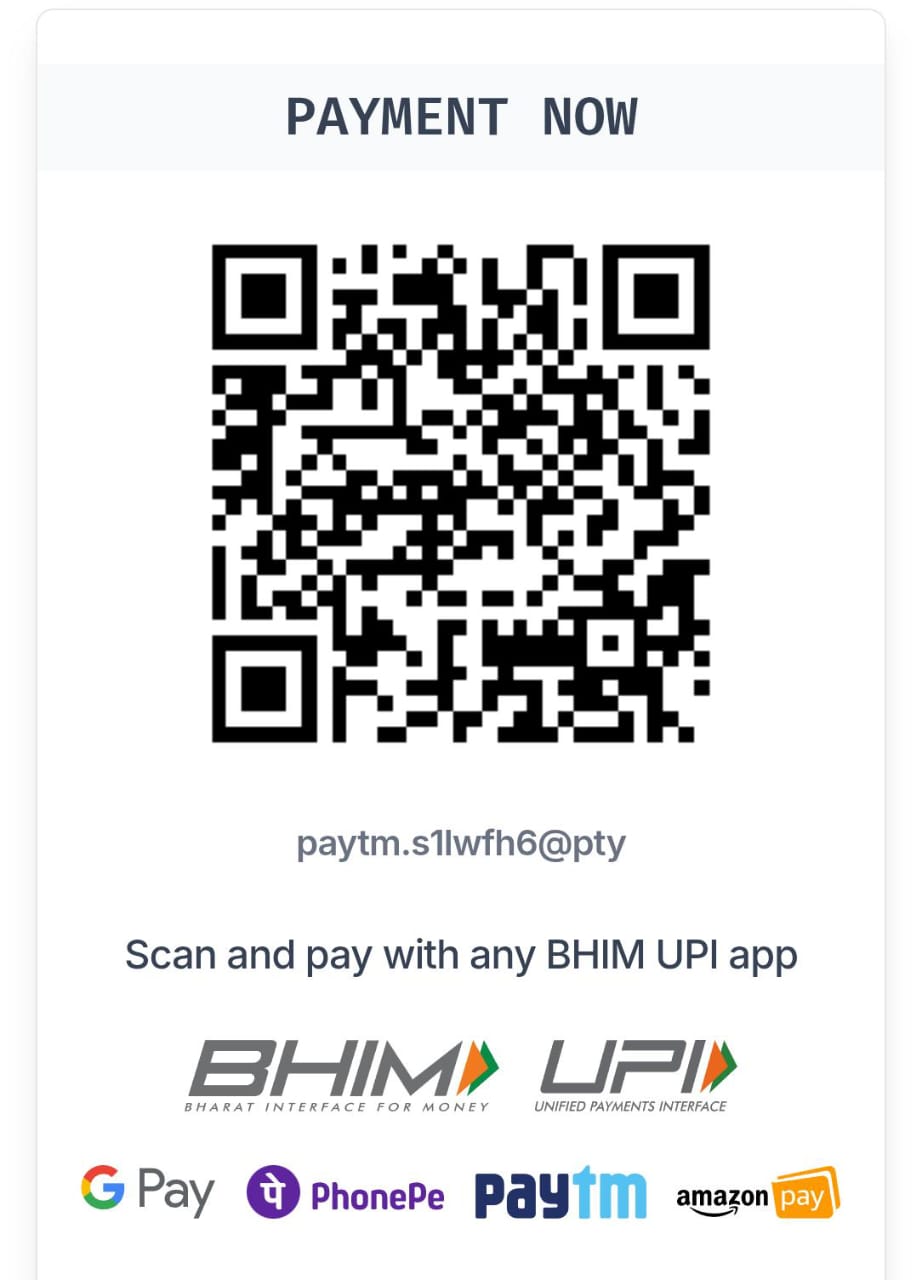 PAYMENT NOW
paytm.s1lwfh6@pty
Scan and pay with any BHIM UPI app
BHIM UPI
BHARAT INTERFACE FOR MONEY UNIFIED PAYMENTS INTERFACE
G Pay पे PhonePe paytm amazon pay